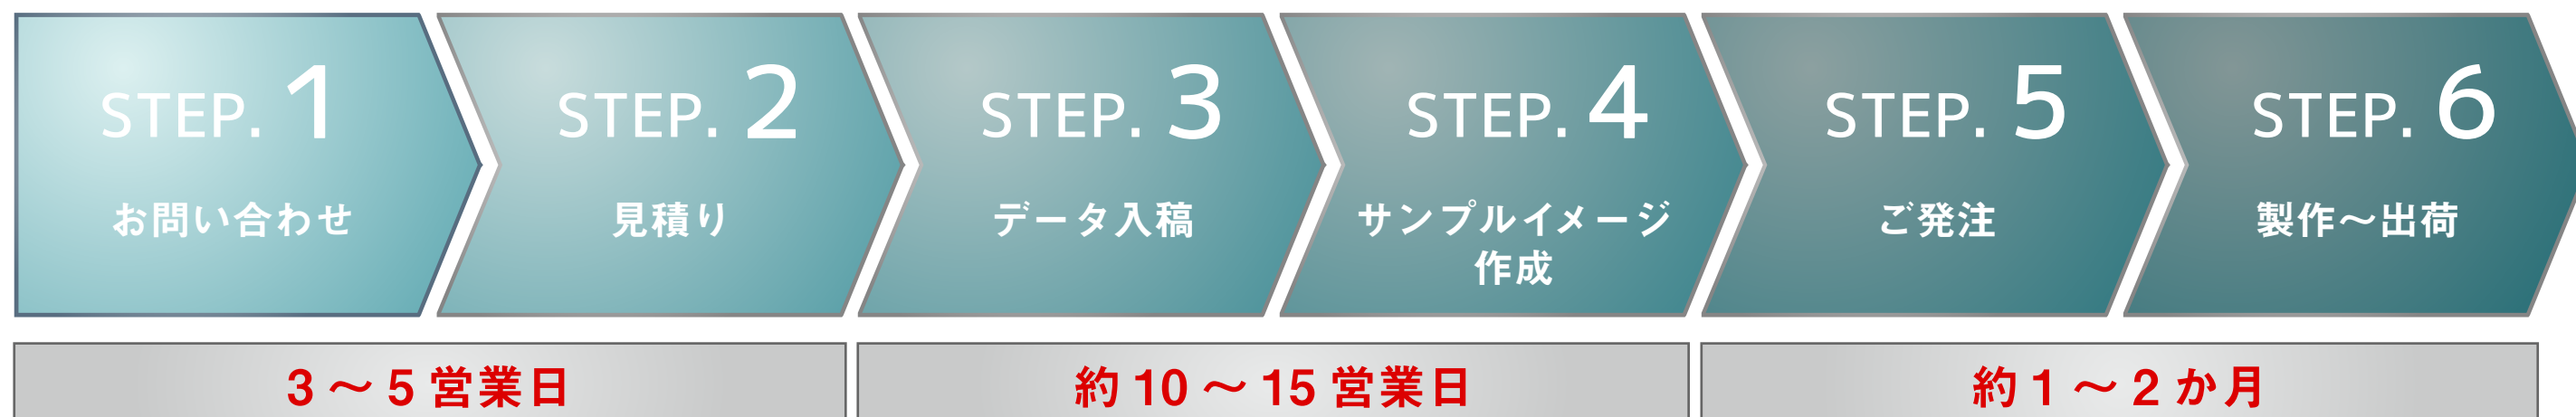 STEP. 1
お問い合わせ
STEP. 2
見積り
STEP. 3
データ入稿
STEP. 4
サンプルイメージ
作成
STEP. 5
ご発注
STEP. 6
製作～出荷
3～5営業日
約10～15営業日
約1～2か月